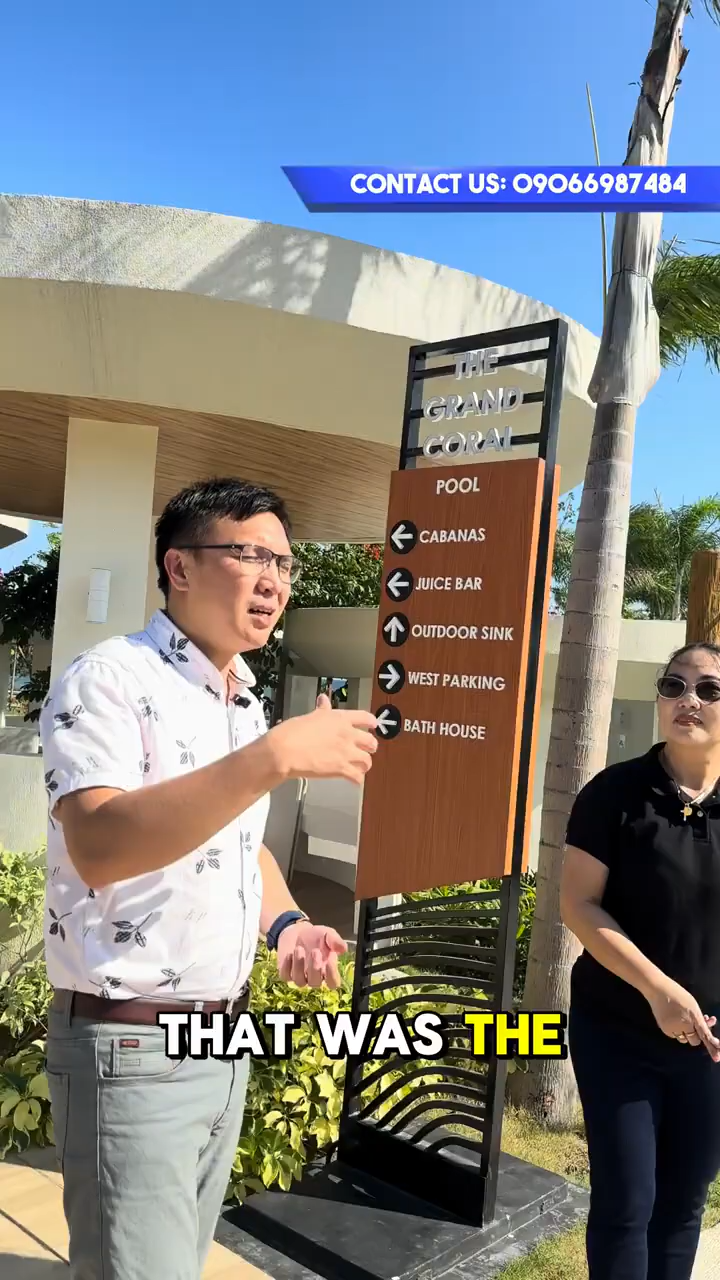 CONTACT US: 09066987484
THE
GRAND
CORAL
POOL
CABANAS
JUICE BAR
OUTDOOR SINK
WEST PARKING
BATH HOUSE
THAT WAS THE